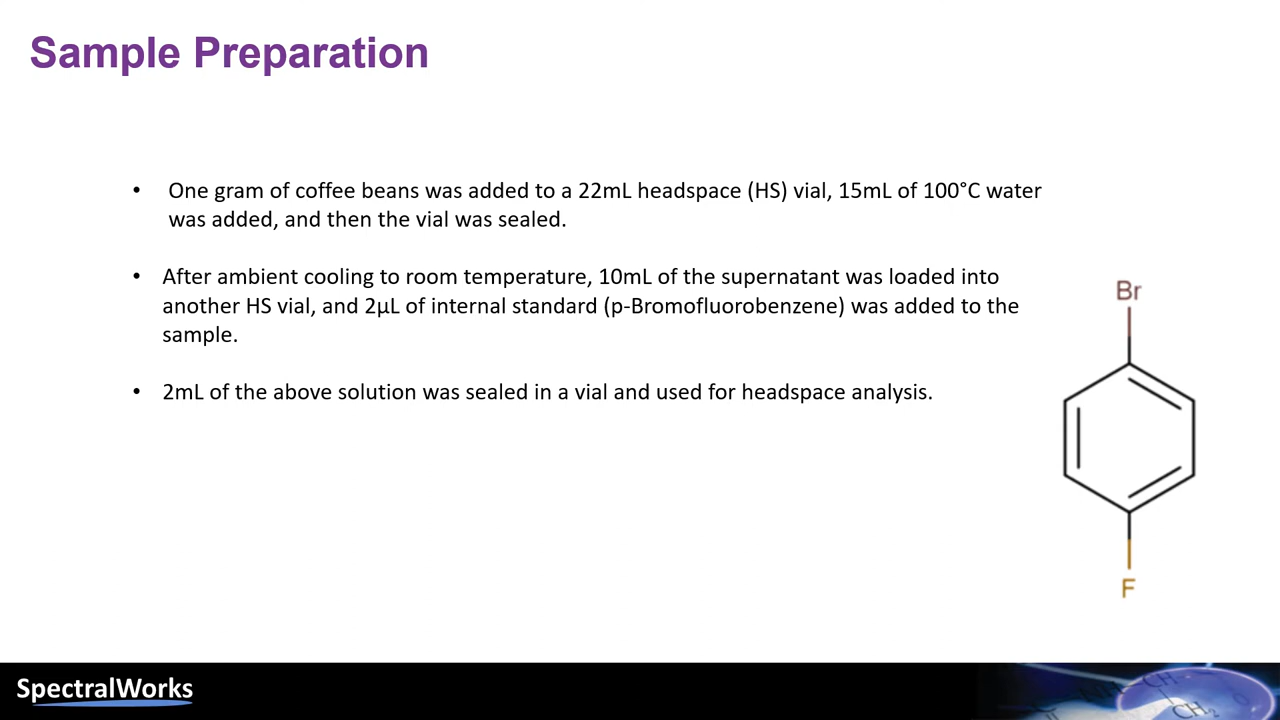 Sample Preparation
• One gram of coffee beans was added to a 22mL headspace (HS) vial, 15mL of 100°C water
was added, and then the vial was sealed.
• After ambient cooling to room temperature, 10mL of the supernatant was loaded into
another HS vial, and 2µL of internal standard (p-Bromofluorobenzene) was added to the
sample.
• 2mL of the above solution was sealed in a vial and used for headspace analysis.
Br
F
SpectralWorks
CH
CH₂